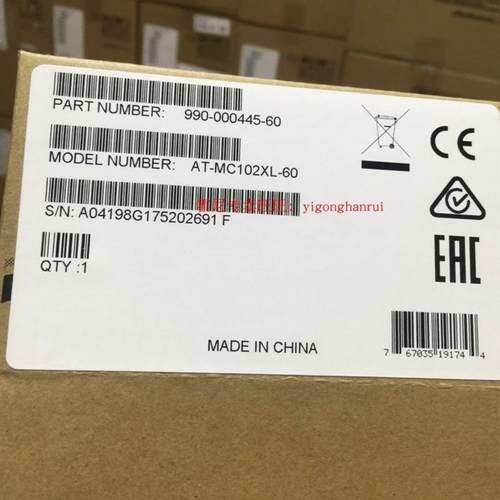 PART NUMBER: 990-000445-60
MODEL NUMBER: AT-MC102XL-60
yigonghanrui
S/N: A04198G175202691 F
QTY :1
CE
EAC
MADE IN CHINA
7 67035 19174 4